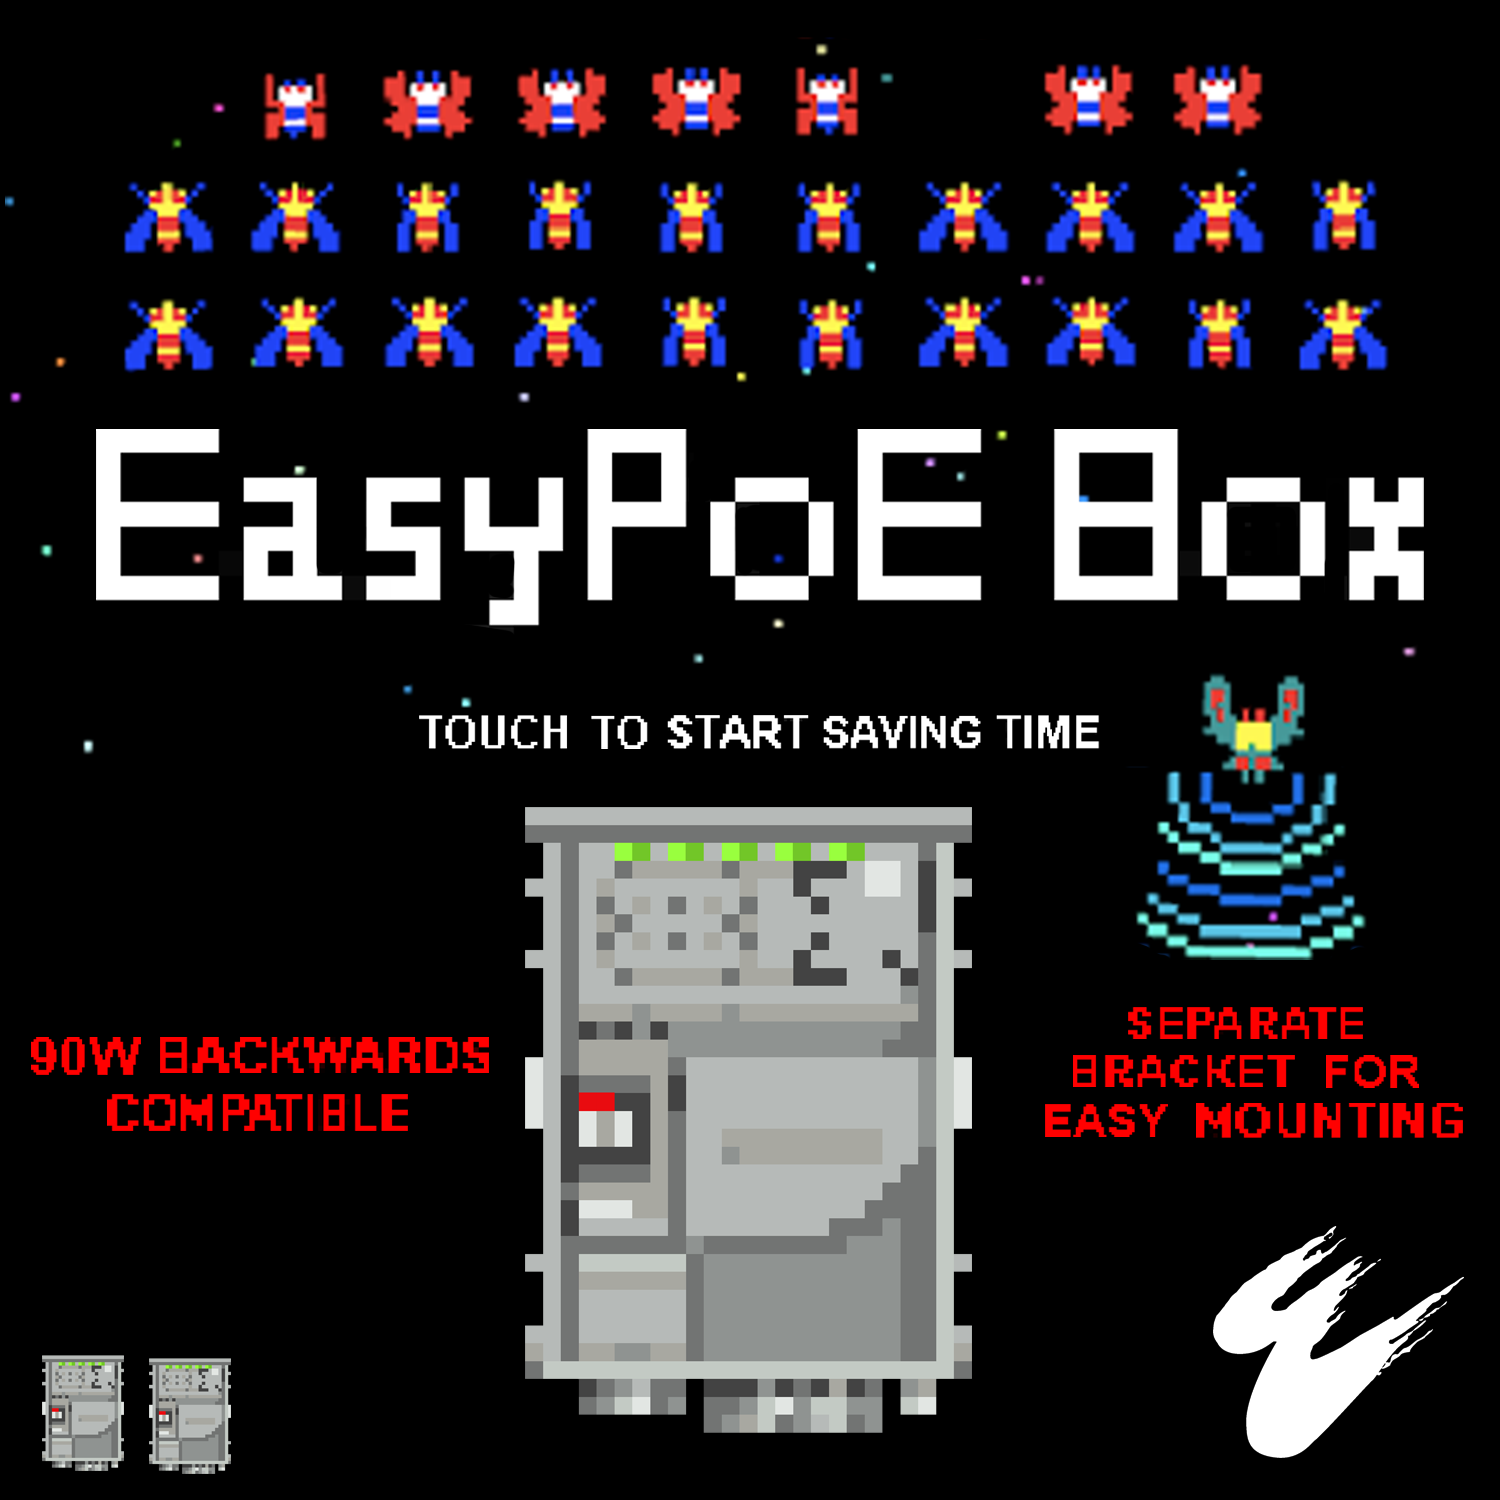 EasyPoE Box
TOUCH TO START SAVING TIME
90W BACKWARDS
COMPATIBLE
SEPARATE
BRACKET FOR
EASY MOUNTING